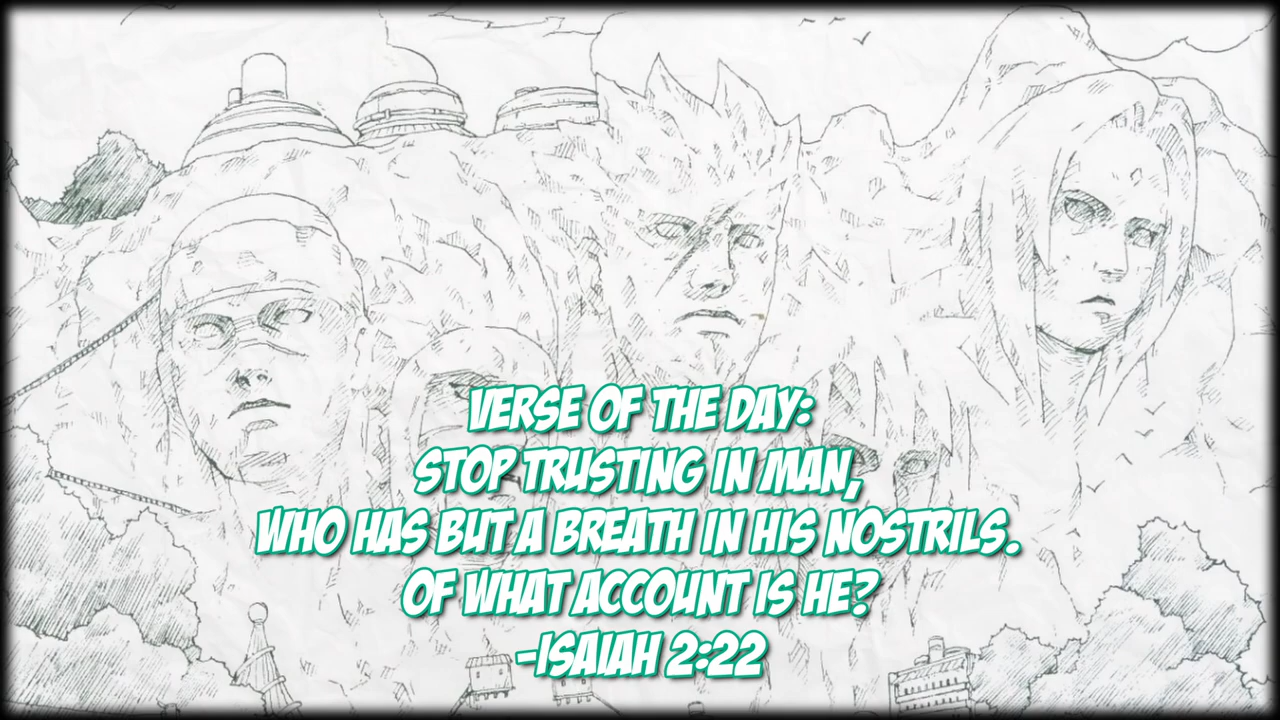 VERSE OF THE DAY:
STOP TRUSTING IN MAN,
WHO HAS BUT A BREATH IN HIS NOSTRILS.
OF WHAT ACCOUNT IS HE?
-ISAIAH 2:22